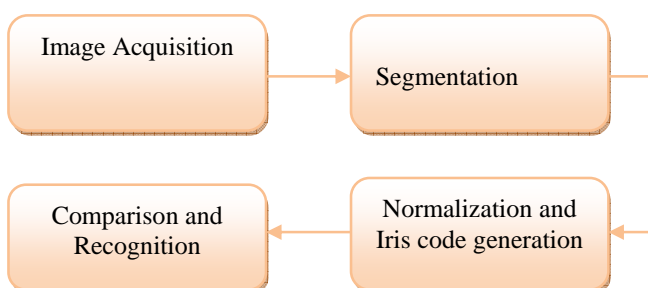 Image Acquisition
Segmentation
Normalization and
Iris code generation
Comparison and
Recognition